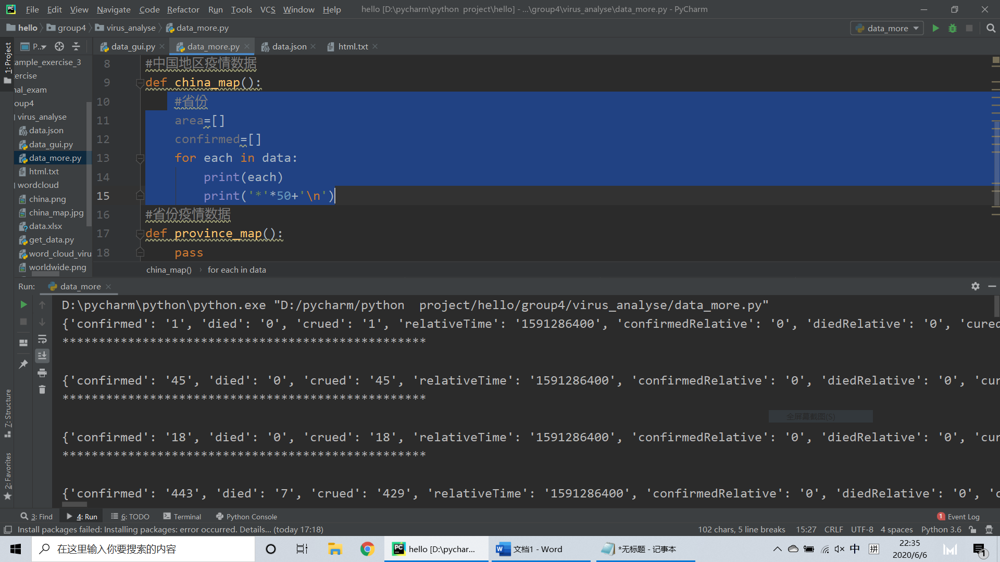 File Edit View Navigate Code Refactor Run Tools VCS Window Help hello [D:\pycharm\python project\hello] - ...\group4\virus_analyse\data_more.py - PyCharm
hello group4 virus_analyse data_more.py data_more
P... data_gui.py data_more.py data.json html.txt
1: Project
ample_exercise_3
ercise
nal_exam
oup4
virus_analyse
data.json
data_gui.py
data_more.py
html.txt
wordcloud
china.png
china_map.jpg
data.xlsx
get_data.py
word_cloud_viru
worldwide.png
8 #中国地区疫情数据
9 def china_map():
10 #省份
11 area=[]
12 confirmed=[]
13 for each in data:
14 print(each)
15 print('*'*50+'\n')
16 #省份疫情数据
17 def province_map():
18 pass
china_map() for each in data
Run: data_more
D:\pycharm\python\python.exe "D:/pycharm/python project/hello/group4/virus_analyse/data_more.py"
{'confirmed': '1', 'died': '0', 'crued': '1', 'relativeTime': '1591286400', 'confirmedRelative': '0', 'diedRelative': '0', 'cured
**************************************************
{'confirmed': '45', 'died': '0', 'crued': '45', 'relativeTime': '1591286400', 'confirmedRelative': '0', 'diedRelative': '0', 'cur
**************************************************
全屏幕截图(S)
{'confirmed': '18', 'died': '0', 'crued': '18', 'relativeTime': '1591286400', 'confirmedRelative': '0', 'diedRelative': '0', 'cur
**************************************************
{'confirmed': '443', 'died': '7', 'crued': '429', 'relativeTime': '1591286400', 'confirmedRelative': '0', 'diedRelative': '0', 'c
7: Structure
2: Favorites
3: Find 4: Run 6: TODO Terminal Python Console 1 Event Log
Install packages failed: Installing packages: error occurred. Details... (today 17:18) 102 chars, 5 line breaks 15:27 CRLF UTF-8 4 spaces Python 3.6
在这里输入你要搜索的内容 hello [D:\pychar... 文档1 - Word *无标题 - 记事本 中 拼 22:35
2020/6/6 1